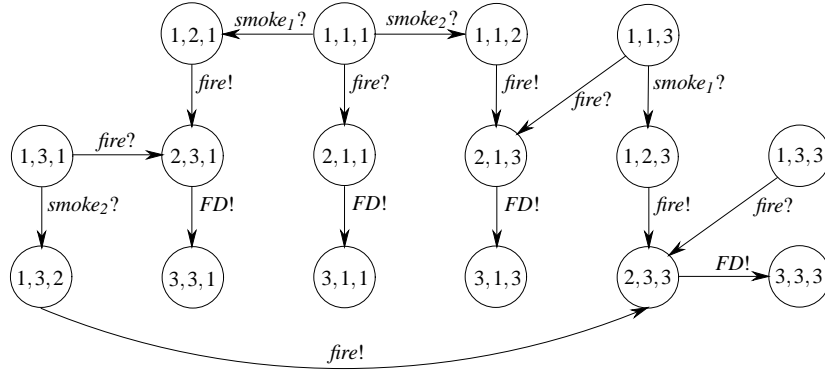 1,2,1 smoke1? 1,1,1 smoke2? 1,1,2 1,1,3
fire! fire? fire! fire? smoke1?
1,3,1 fire? 2,3,1 2,1,1 2,1,3 1,2,3 1,3,3
smoke2? FD! FD! FD! fire! fire?
1,3,2 3,3,1 3,1,1 3,1,3 2,3,3 FD! 3,3,3
fire!